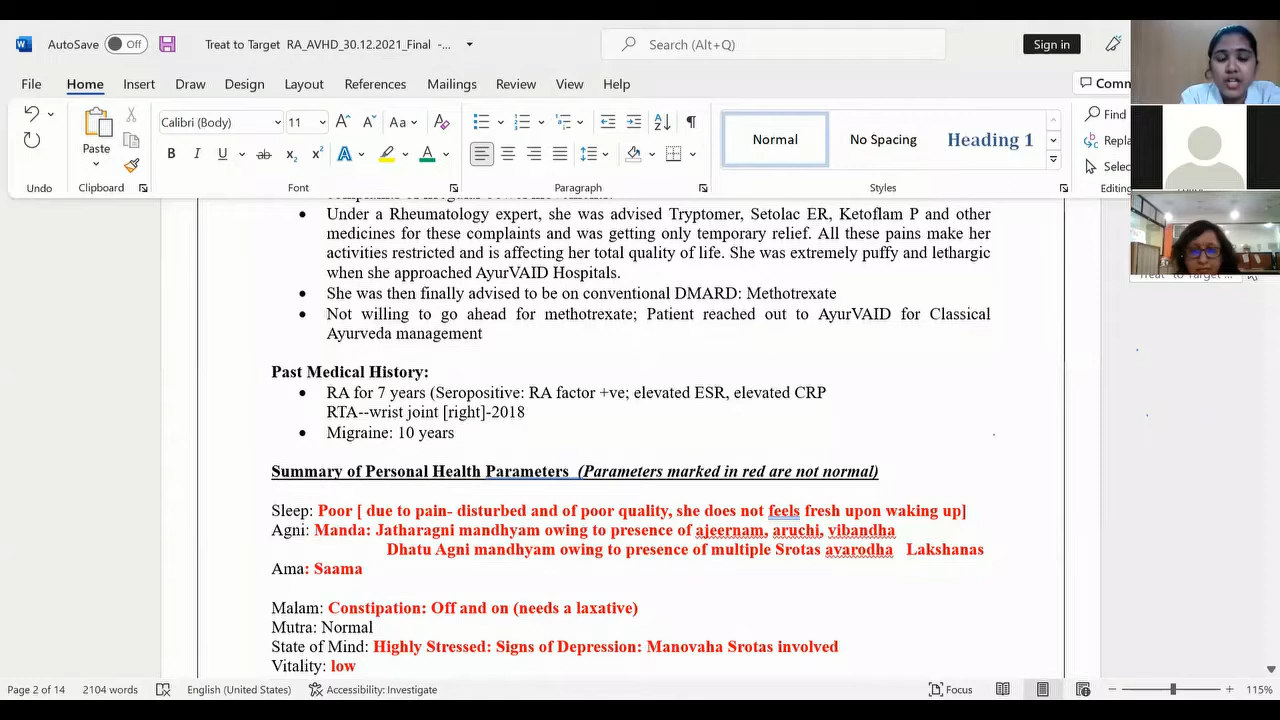 AutoSave Off Treat to Target RA_AVHD_30.12.2021_Final -... Search (Alt+Q) Sign in
File Home Insert Draw Design Layout References Mailings Review View Help Comm
Calibri (Body) 11 Aa Normal No Spacing Heading 1 Find
Paste Repla
B I U ab x2 x2 A A Selec
Undo Clipboard Font Paragraph Styles Editing
Under a Rheumatology expert, she was advised Tryptomer, Setolac ER, Ketoflam P and other
medicines for these complaints and was getting only temporary relief. All these pains make her
activities restricted and is affecting her total quality of life. She was extremely puffy and lethargic
when she approached AyurVAID Hospitals.
She was then finally advised to be on conventional DMARD: Methotrexate
Not willing to go ahead for methotrexate; Patient reached out to AyurVAID for Classical
Ayurveda management
Past Medical History:
RA for 7 years (Seropositive: RA factor +ve; elevated ESR, elevated CRP
RTA--wrist joint [right]-2018
Migraine: 10 years
Summary of Personal Health Parameters (Parameters marked in red are not normal)
Sleep: Poor [ due to pain- disturbed and of poor quality, she does not feels fresh upon waking up]
Agni: Manda: Jatharagni mandhyam owing to presence of ajeernam, aruchi, vibandha
Dhatu Agni mandhyam owing to presence of multiple Srotas avarodha Lakshanas
Ama: Saama
Malam: Constipation: Off and on (needs a laxative)
Mutra: Normal
State of Mind: Highly Stressed: Signs of Depression: Manovaha Srotas involved
Vitality: low
Page 2 of 14 2104 words English (United States) Accessibility: Investigate Focus 115%